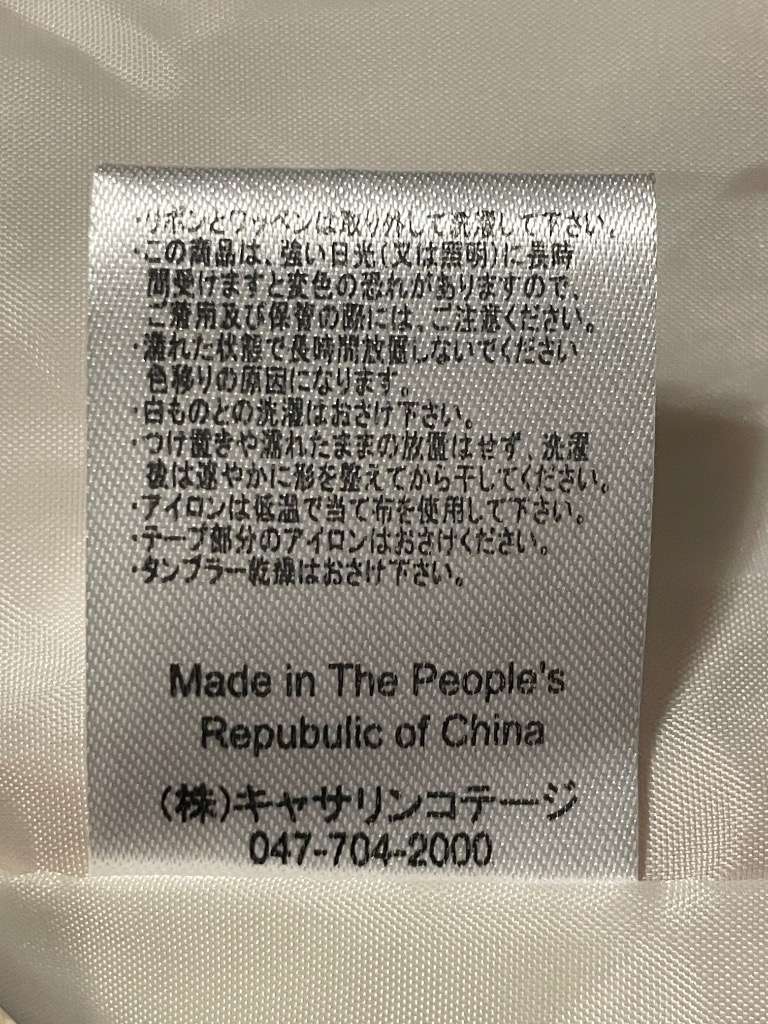 ・リボンとワッペンは取り外して洗濯して下さい。
・この商品は、強い日光(又は照明)に長時
間受けますと変色の恐れがありますので、
ご着用及び保管の際には、ご注意ください。
・濡れた状態で長時間放置しないでください
色移りの原因になります。
・白ものとの洗濯はおさけ下さい。
・つけ置きや濡れたままの放置はせず、洗濯
後は速やかに形を整えてから干してください。
・アイロンは低温で当て布を使用して下さい。
・テープ部分のアイロンはおさけください。
・タンブラー乾燥はおさけ下さい。
Made in The People's
Repubulic of China
(株)キャサリンコテージ
047-704-2000